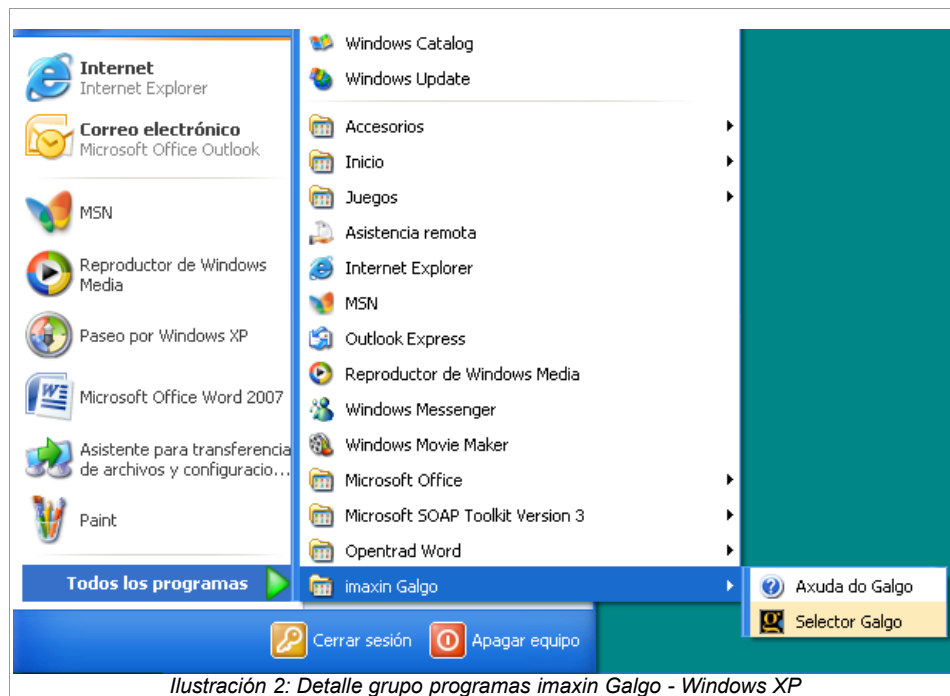 Internet
Internet Explorer
Correo electrónico
Microsoft Office Outlook
MSN
Reproductor de Windows
Media
Paseo por Windows XP
Microsoft Office Word 2007
Asistente para transferencia
de archivos y configuracio...
Paint
Todos los programas
Windows Catalog
Windows Update
Accesorios
Inicio
Juegos
Asistencia remota
Internet Explorer
MSN
Outlook Express
Reproductor de Windows Media
Windows Messenger
Windows Movie Maker
Microsoft Office
Microsoft SOAP Toolkit Version 3
Opentrad Word
imaxin Galgo
Axuda do Galgo
Selector Galgo
Cerrar sesión
Apagar equipo
Ilustración 2: Detalle grupo programas imaxin Galgo - Windows XP